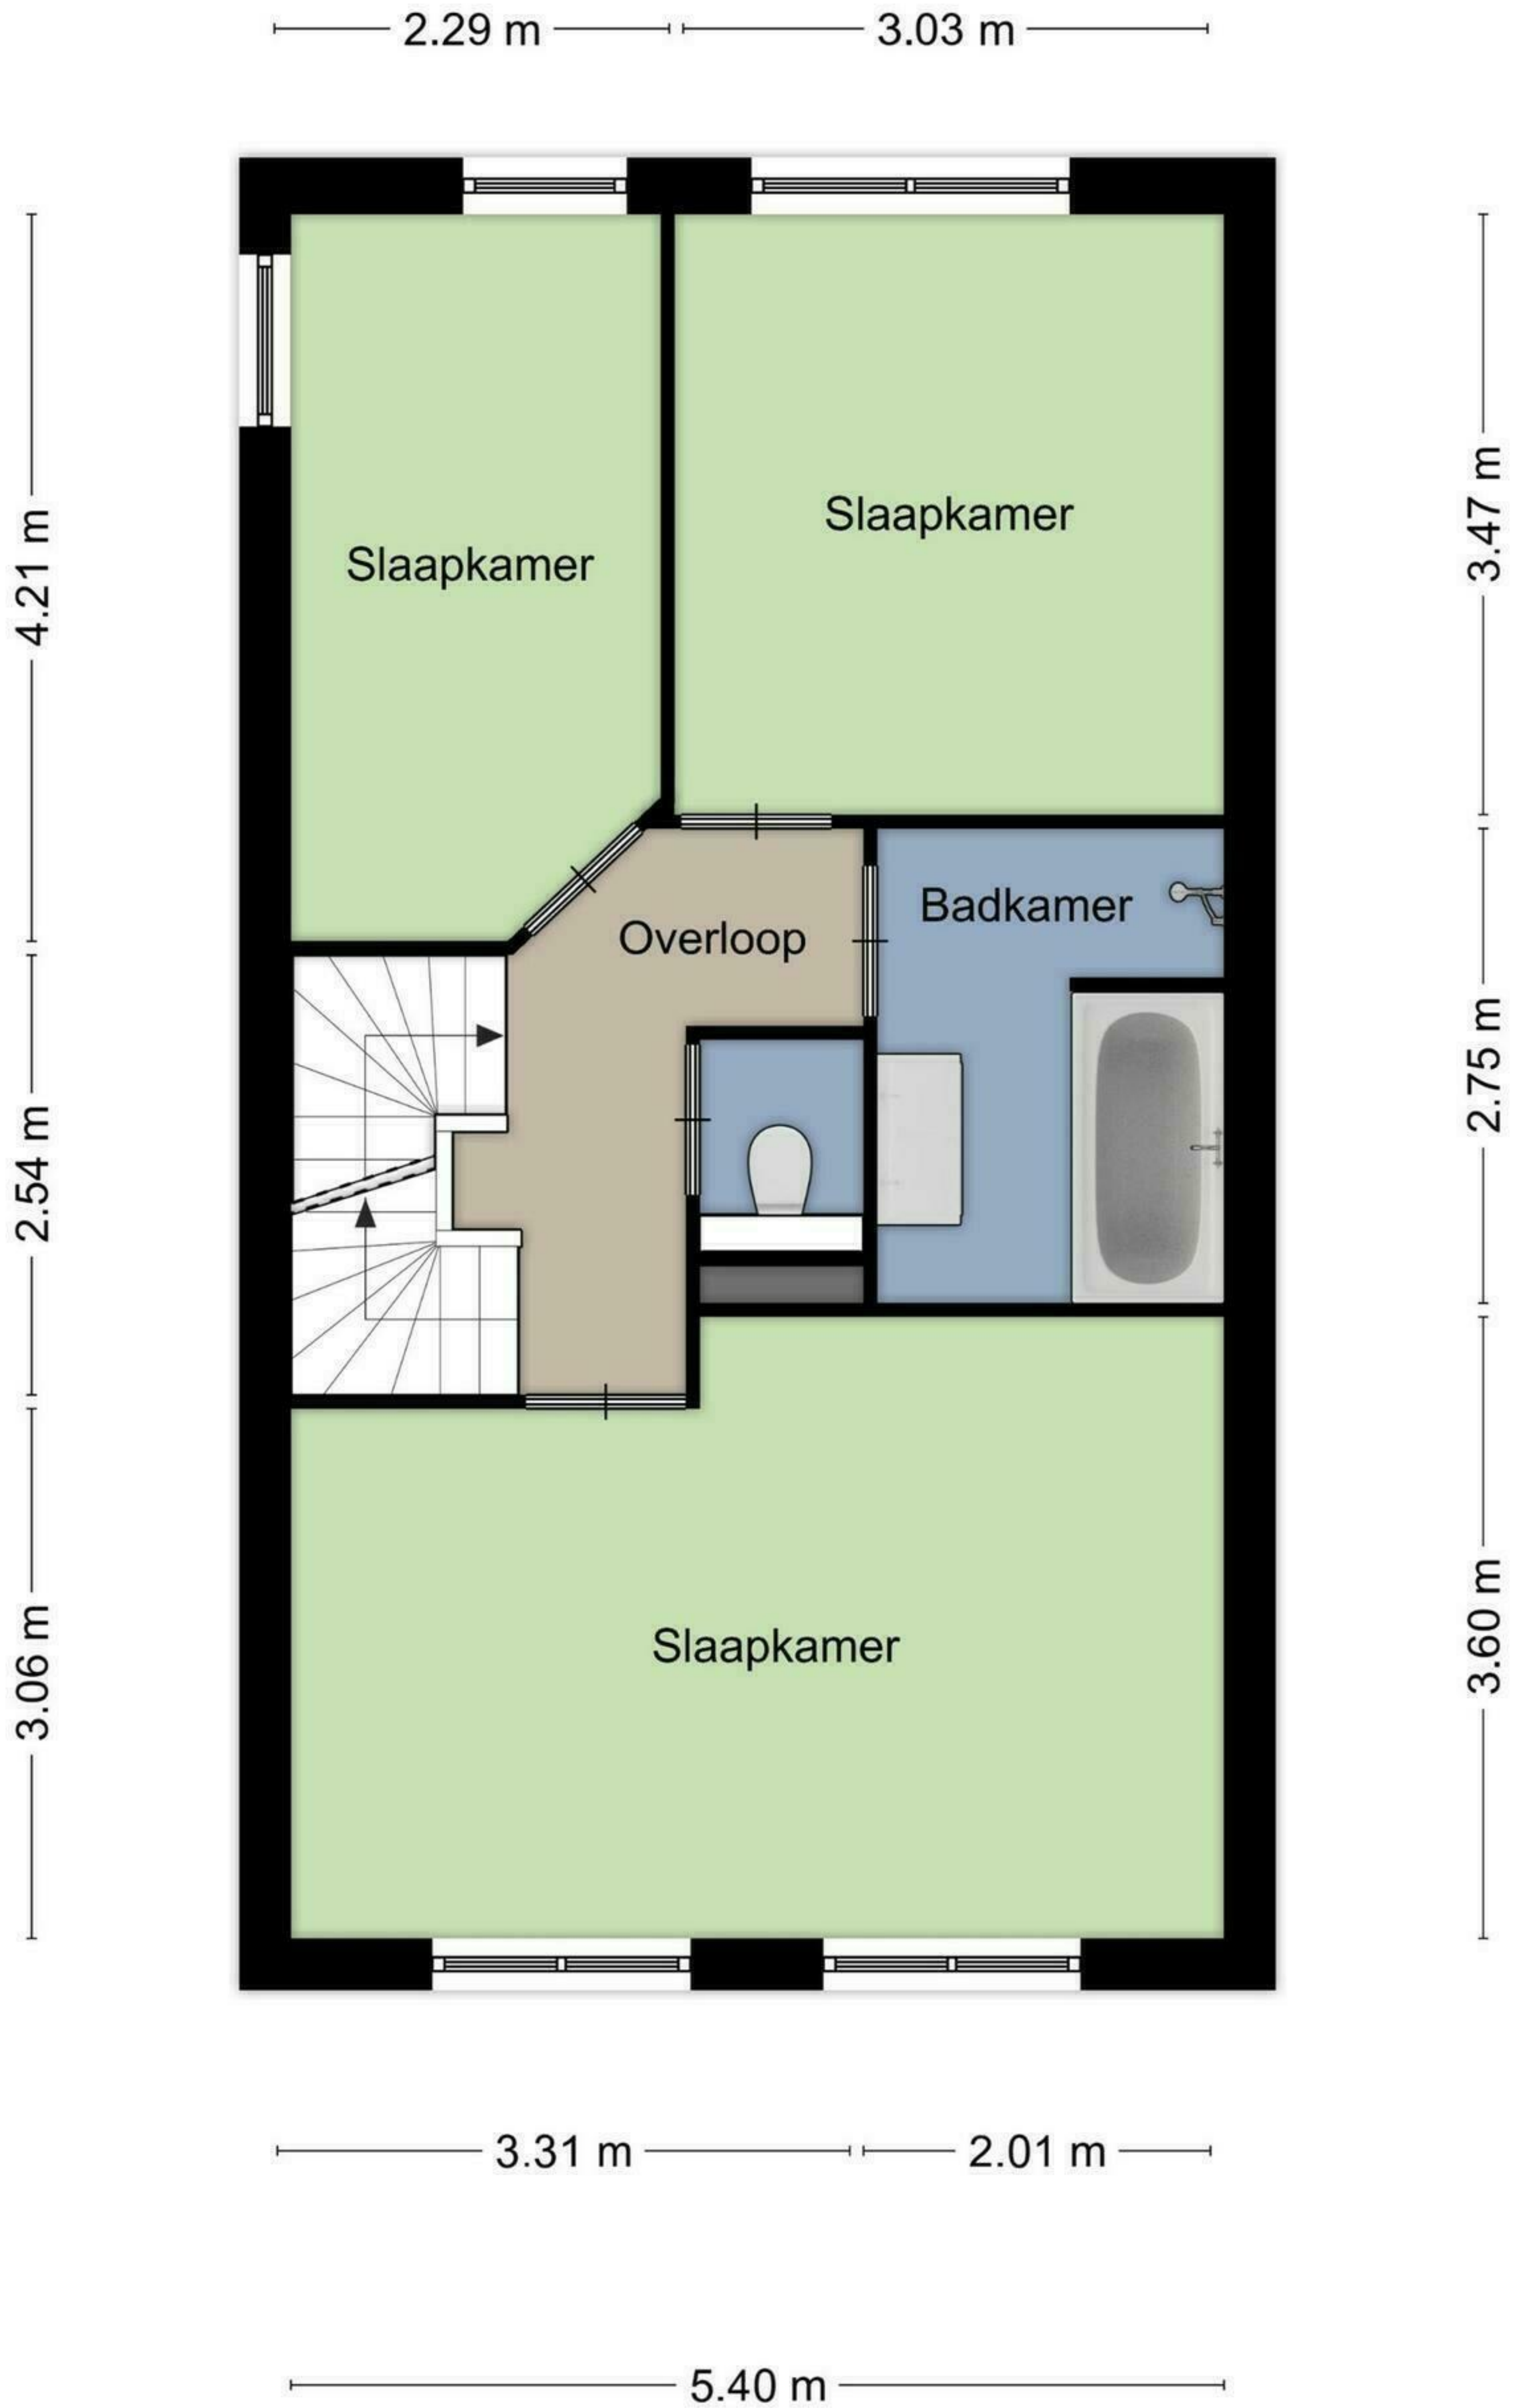 2.29 m
3.03 m
4.21 m
3.47 m
Slaapkamer
Slaapkamer
Overloop
Badkamer
2.54 m
2.75 m
3.06 m
3.60 m
Slaapkamer
3.31 m
2.01 m
5.40 m